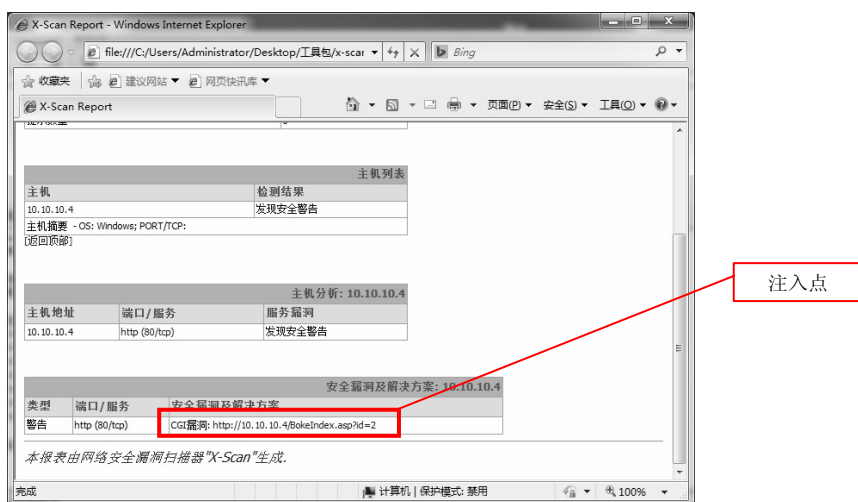 X-Scan Report - Windows Internet Explorer
file:///C:/Users/Administrator/Desktop/工具包/x-scar
Bing
收藏夹 建议网站 网页快讯库
X-Scan Report 页面(P) 安全(S) 工具(O)
主机列表
主机 检测结果
10.10.10.4 发现安全警告
主机摘要 - OS: Windows; PORT/TCP:
[返回顶部]
主机分析: 10.10.10.4
主机地址 端口/服务 服务漏洞
10.10.10.4 http (80/tcp) 发现安全警告
安全漏洞及解决方案: 10.10.10.4
类型 端口/服务 安全漏洞及解决方案
警告 http (80/tcp) CGI漏洞: http://10.10.10.4/BokeIndex.asp?id=2
本报表由网络安全漏洞扫描器"X-Scan"生成.
注入点
完成 计算机 | 保护模式: 禁用 100%